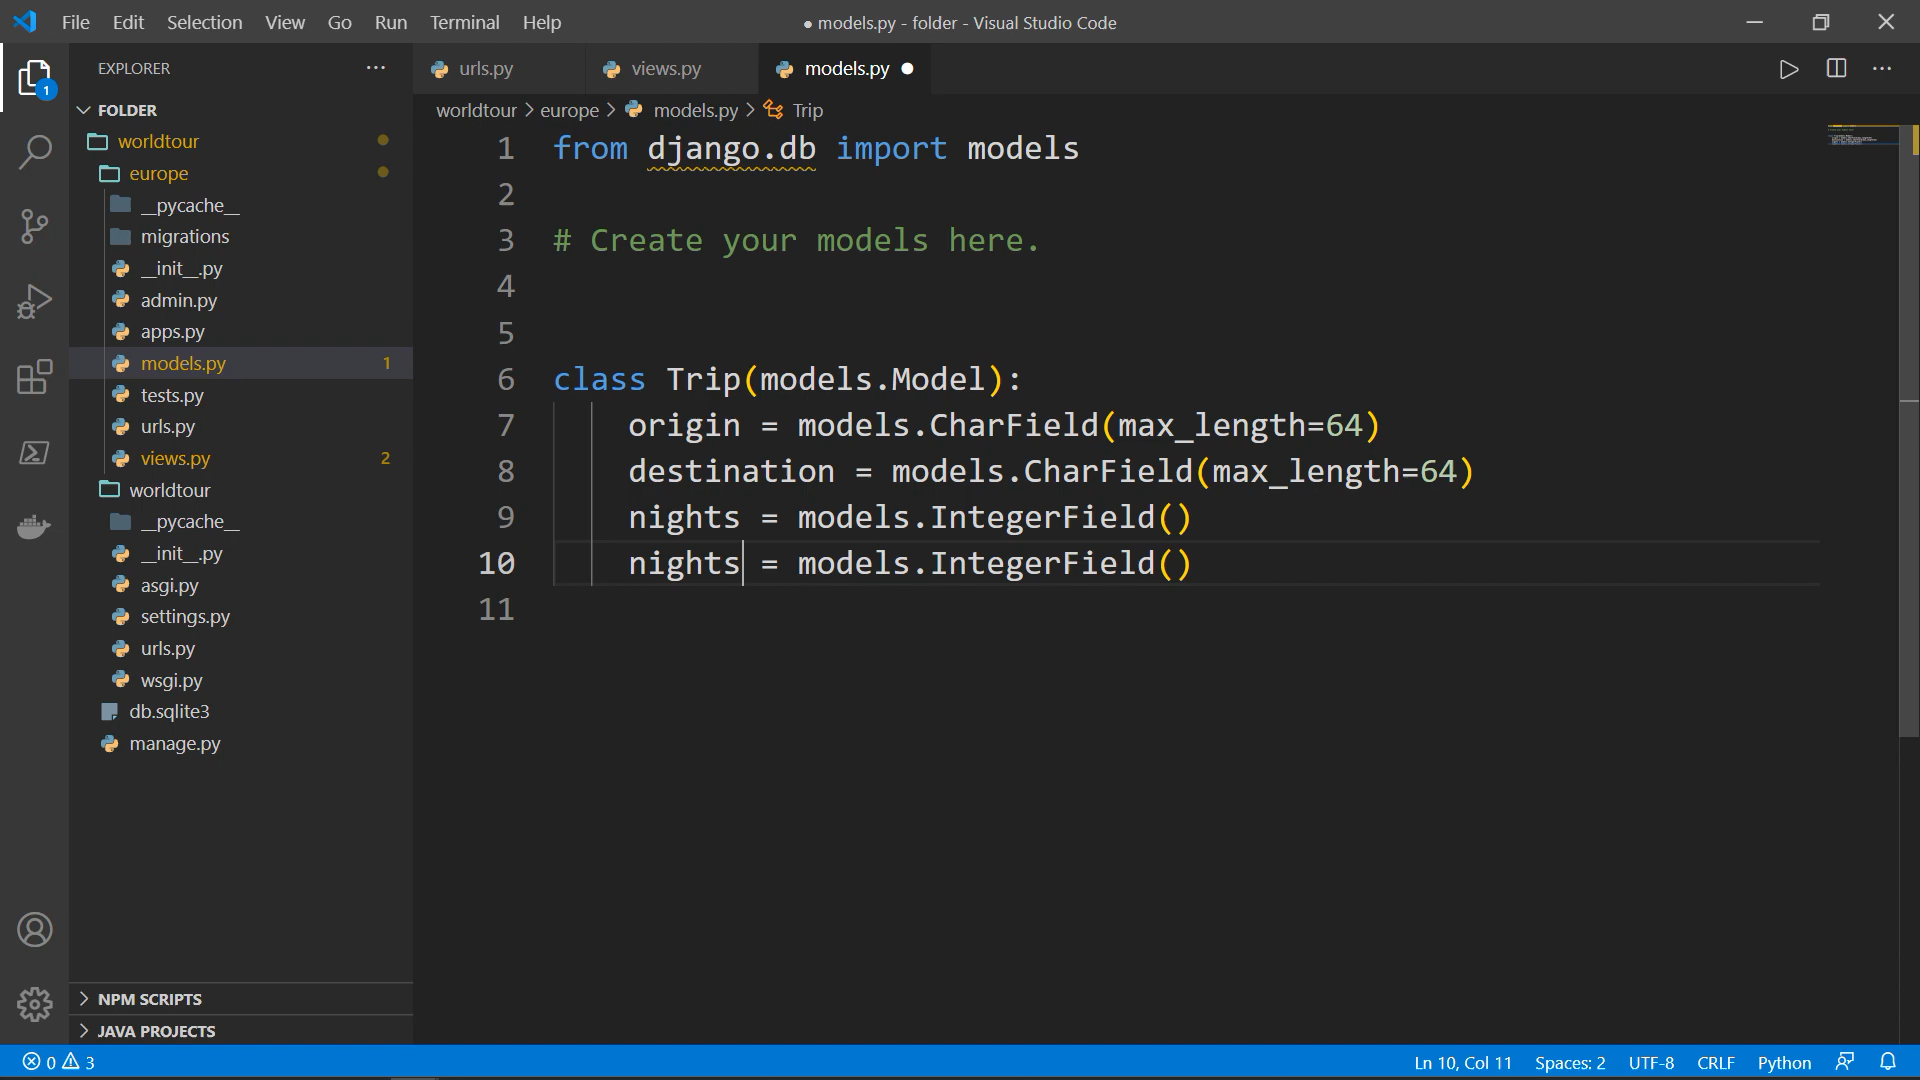 File Edit Selection View Go Run Terminal Help
● models.py - folder - Visual Studio Code
EXPLORER
urls.py
views.py
models.py
1
FOLDER
worldtour
europe
__pycache__
migrations
__init__.py
admin.py
apps.py
models.py 1
tests.py
urls.py
views.py 2
worldtour
__pycache__
__init__.py
asgi.py
settings.py
urls.py
wsgi.py
db.sqlite3
manage.py
NPM SCRIPTS
JAVA PROJECTS
worldtour > europe > models.py > Trip
1 from django.db import models
2
3 # Create your models here.
4
5
6 class Trip(models.Model):
7 origin = models.CharField(max_length=64)
8 destination = models.CharField(max_length=64)
9 nights = models.IntegerField()
10 nights = models.IntegerField()
11
0 3
Ln 10, Col 11 Spaces: 2 UTF-8 CRLF Python